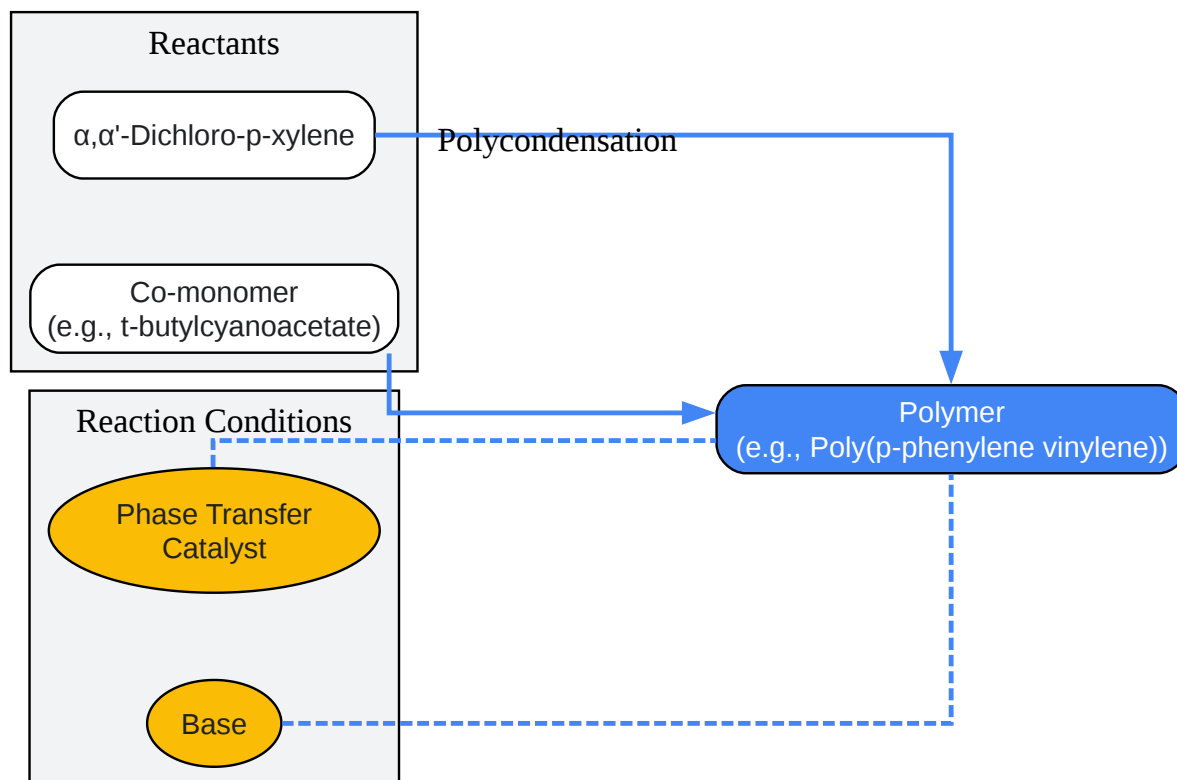 Reactants
α,α'-Dichloro-p-xylene
Polycondensation
Co-monomer
(e.g., t-butylcyanoacetate)
Reaction Conditions
Polymer
(e.g., Poly(p-phenylene vinylene))
Phase Transfer
Catalyst
Base